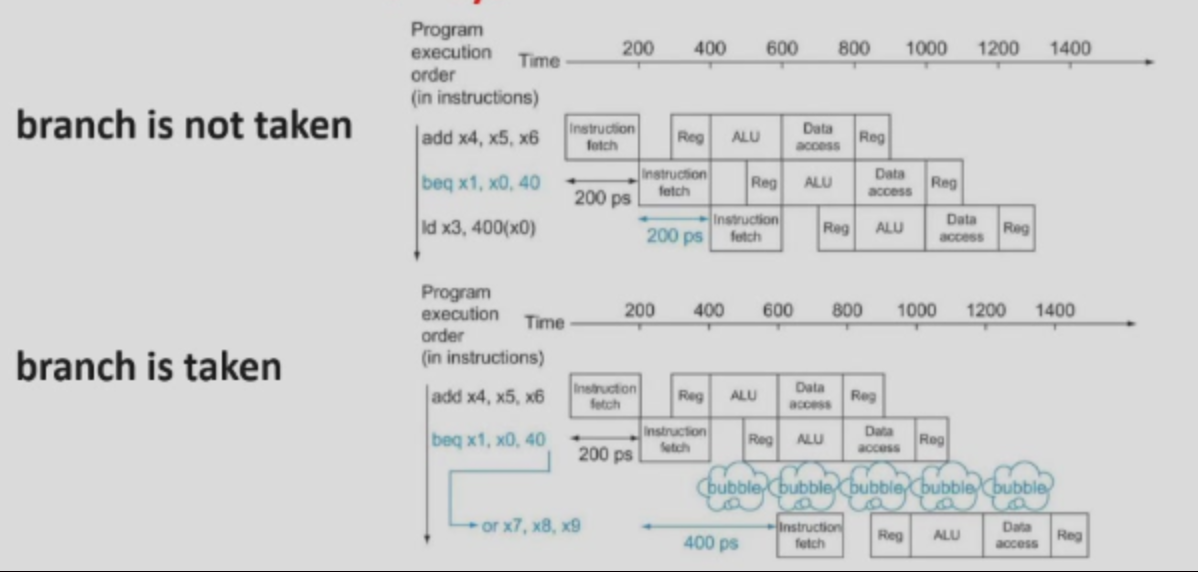 Program
execution
order
(in instructions)
Time
200 400 600 800 1000 1200 1400
branch is not taken
add x4, x5, x6
Instruction
fetch
Reg
ALU
Data
access
Reg
beq x1, x0, 40
200 ps
Instruction
fetch
Reg
ALU
Data
access
Reg
ld x3, 400(x0)
200 ps
Instruction
fetch
Reg
ALU
Data
access
Reg
Program
execution
order
(in instructions)
Time
200 400 600 800 1000 1200 1400
branch is taken
add x4, x5, x6
Instruction
fetch
Reg
ALU
Data
access
Reg
beq x1, x0, 40
200 ps
Instruction
fetch
Reg
ALU
Data
access
Reg
bubble bubble bubble bubble bubble
or x7, x8, x9
400 ps
Instruction
fetch
Reg
ALU
Data
access
Reg